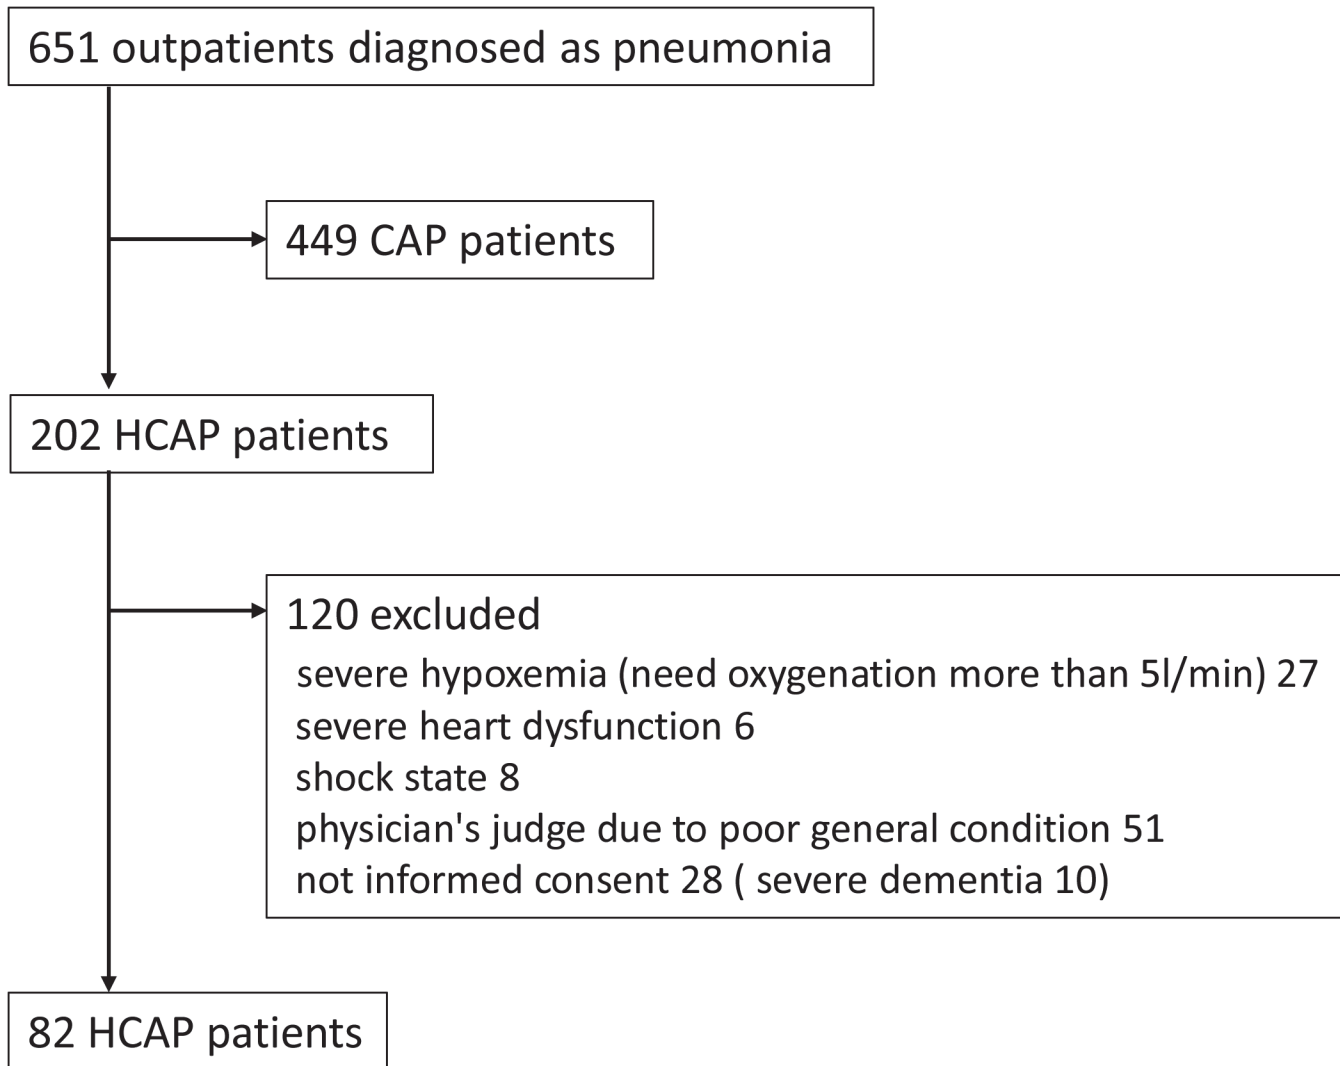 651 outpatients diagnosed as pneumonia
449 CAP patients
202 HCAP patients
120 excluded
severe hypoxemia (need oxygenation more than 5l/min) 27
severe heart dysfunction 6
shock state 8
physician's judge due to poor general condition 51
not informed consent 28 ( severe dementia 10)
82 HCAP patients